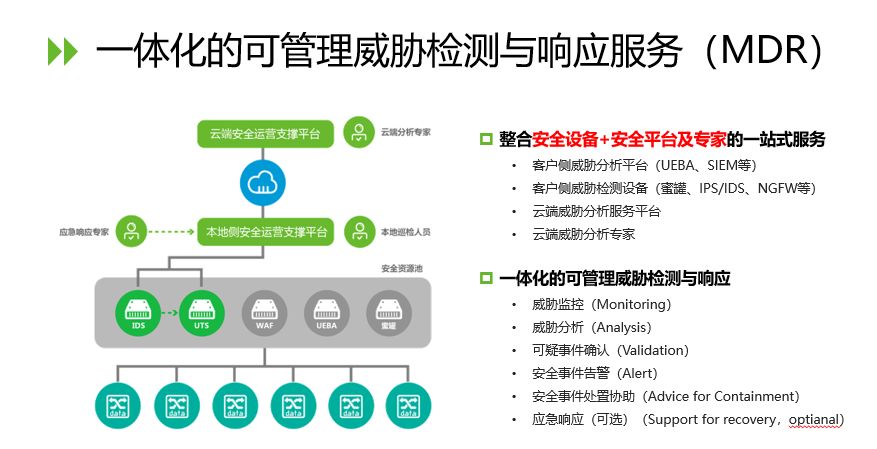 一体化的可管理威胁检测与响应服务（MDR）
云端安全运营支撑平台
云端分析专家
应急响应专家
本地侧安全运营支撑平台
本地巡检人员
安全资源池
IDS
UTS
WAF
UEBA
蜜罐
data
data
data
data
data
data
整合安全设备+安全平台及专家的一站式服务
• 客户侧威胁分析平台（UEBA、SIEM等）
• 客户侧威胁检测设备（蜜罐、IPS/IDS、NGFW等）
• 云端威胁分析服务平台
• 云端威胁分析专家
一体化的可管理威胁检测与响应
• 威胁监控（Monitoring）
• 威胁分析（Analysis）
• 可疑事件确认（Validation）
• 安全事件告警（Alert）
• 安全事件处置协助（Advice for Containment）
• 应急响应（可选）（Support for recovery，optianal）